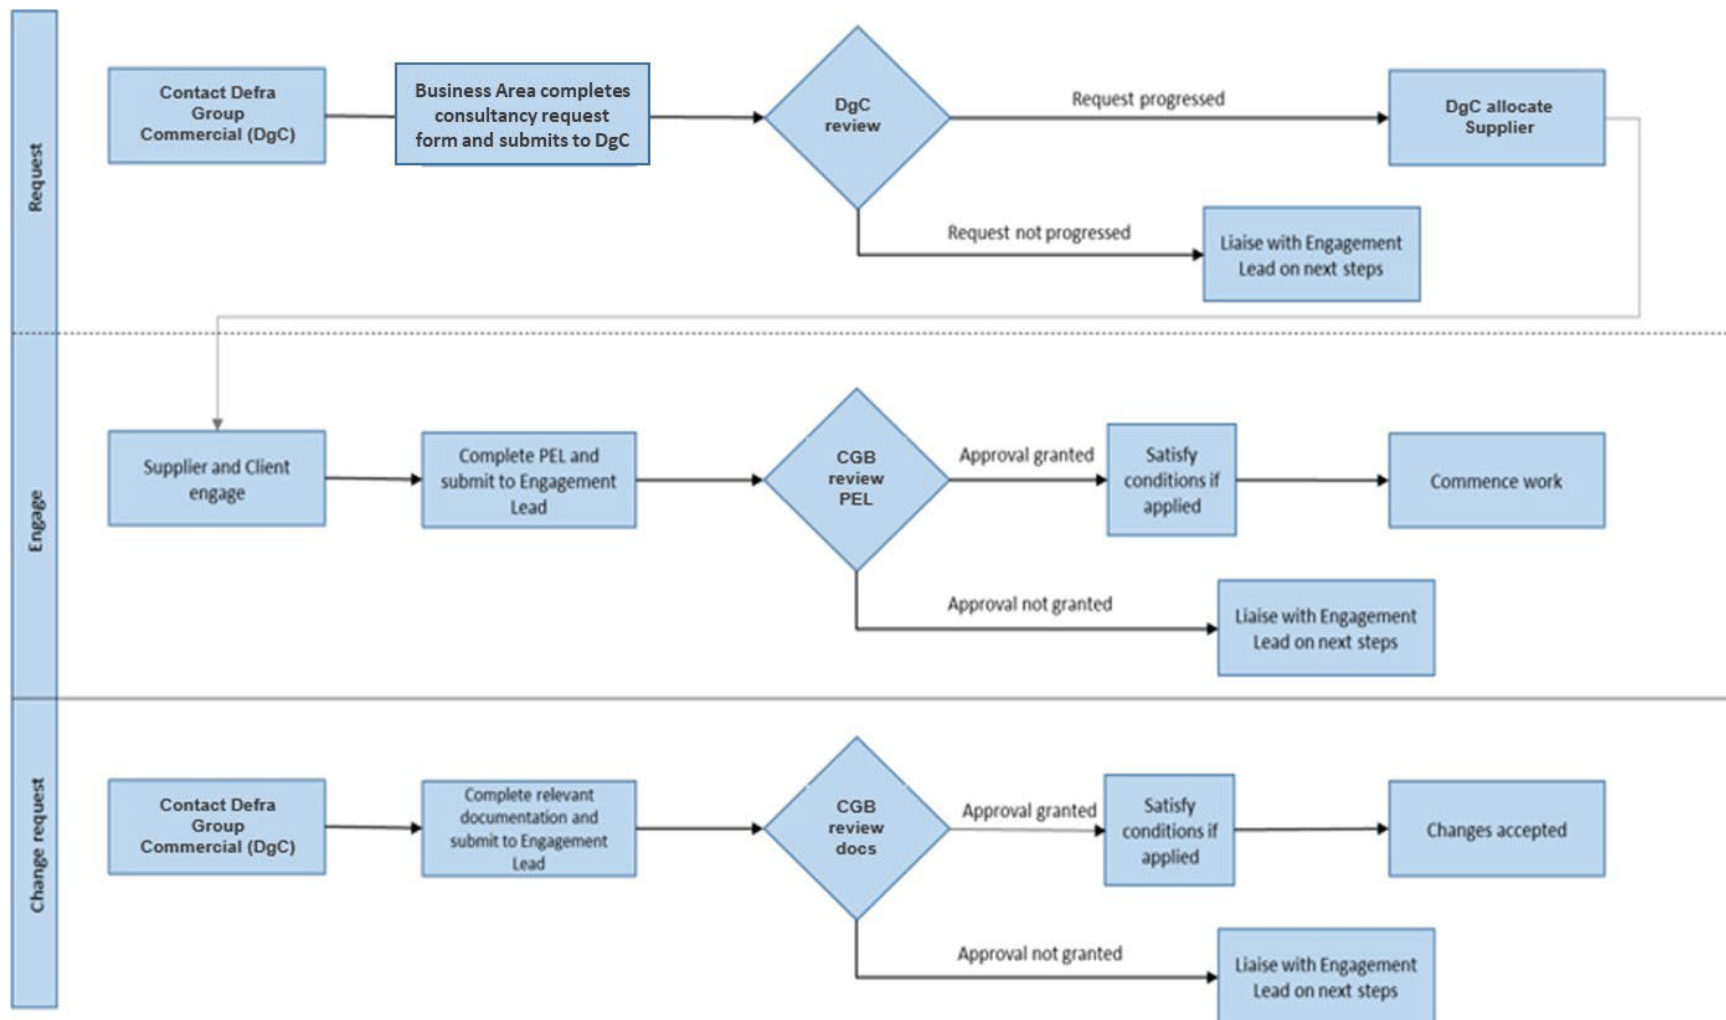 Request
Contact Defra
Group
Commercial (DgC)
Business Area completes
consultancy request
form and submits to DgC
DgC
review
Request progressed
DgC allocate
Supplier
Request not progressed
Liaise with Engagement
Lead on next steps
Engage
Supplier and Client
engage
Complete PEL and
submit to Engagement
Lead
CGB
review
PEL
Approval granted
Satisfy
conditions if
applied
Commence work
Approval not granted
Liaise with Engagement
Lead on next steps
Change request
Contact Defra
Group
Commercial (DgC)
Complete relevant
documentation and
submit to Engagement
Lead
CGB
review
docs
Approval granted
Satisfy
conditions if
applied
Changes accepted
Approval not granted
Liaise with Engagement
Lead on next steps